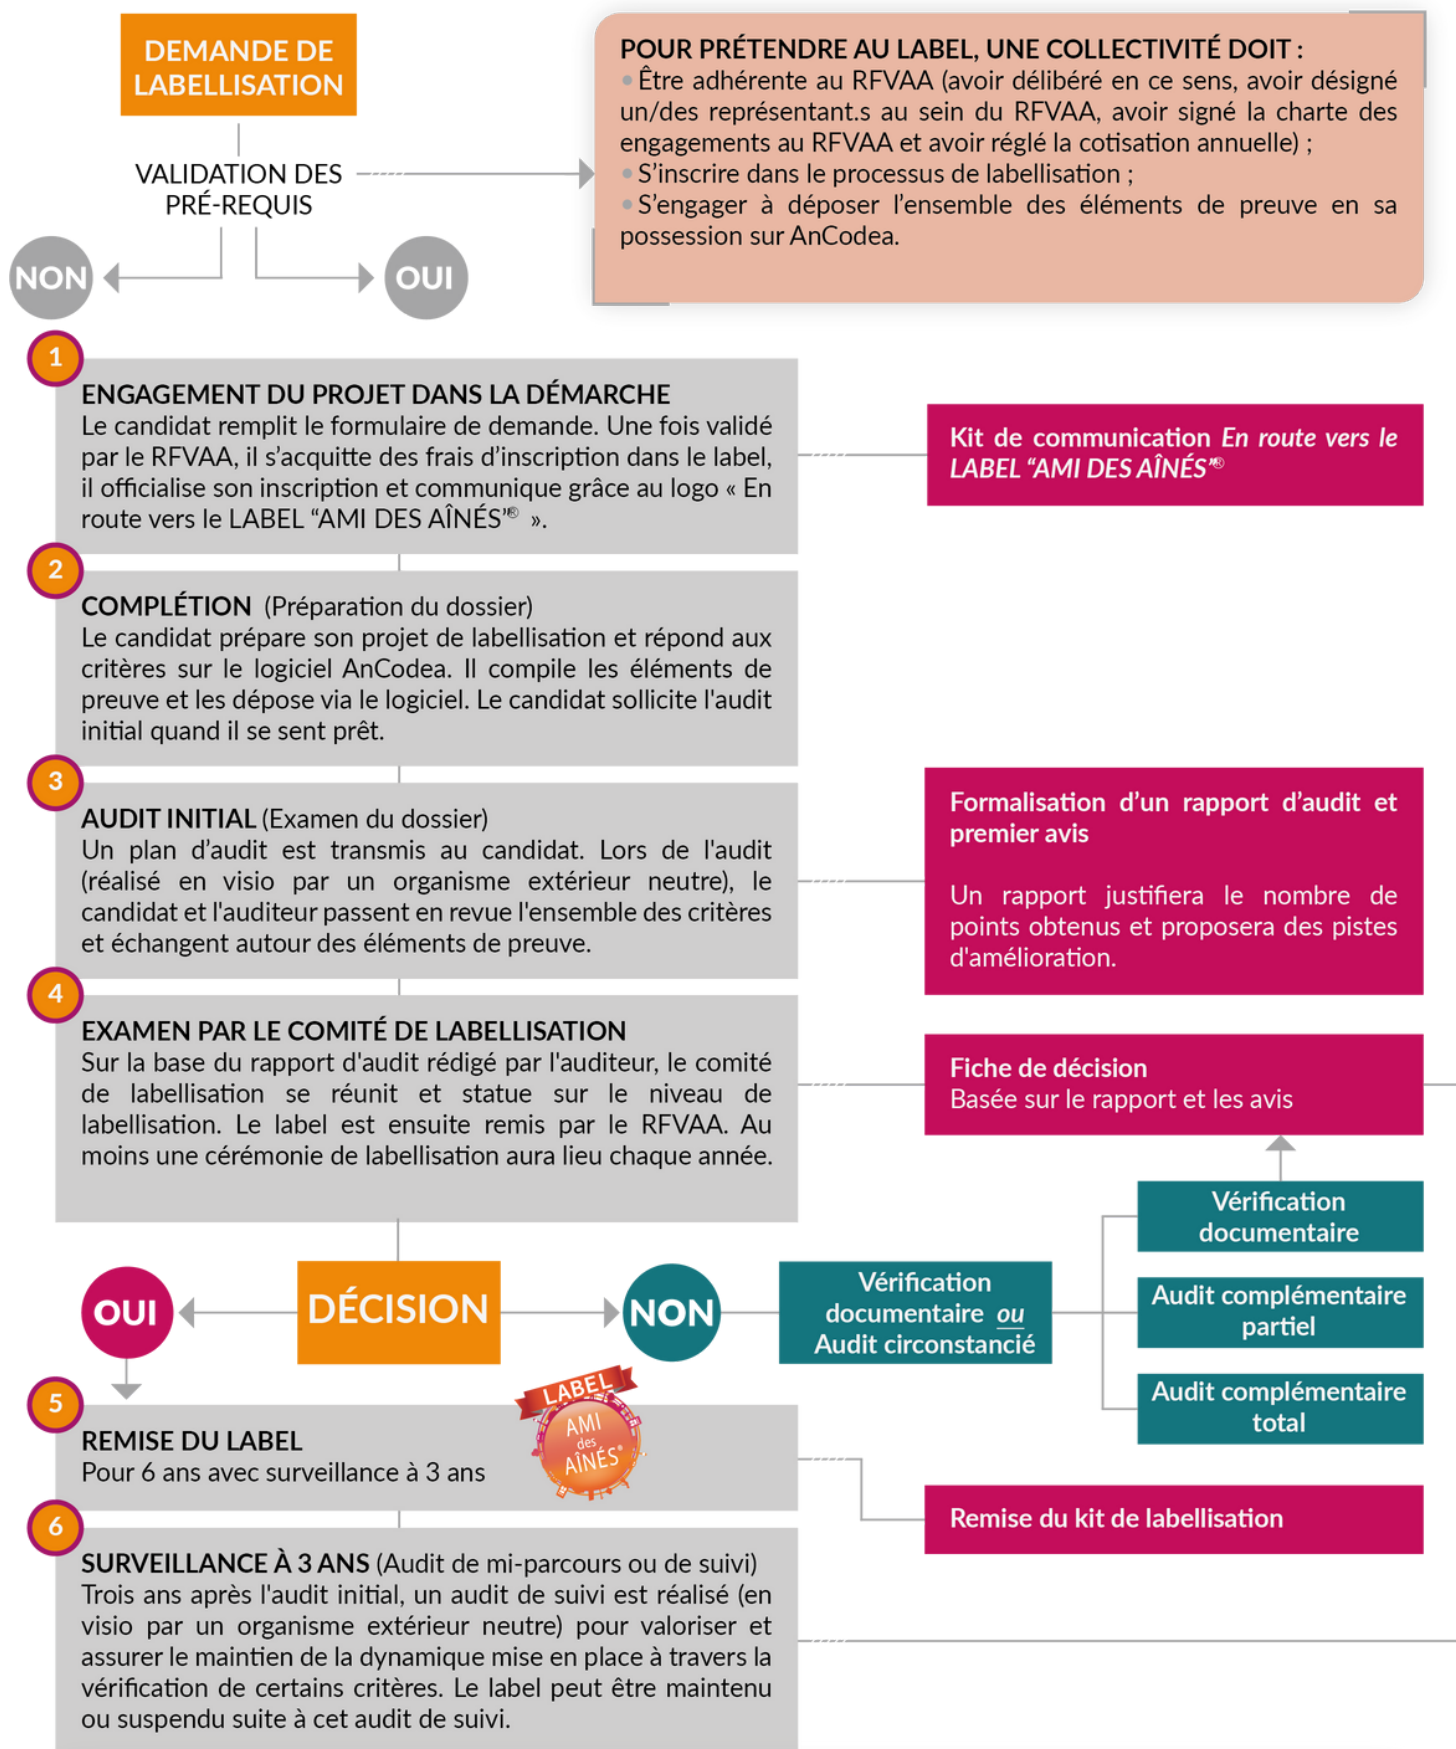 DEMANDE DE
LABELLISATION
VALIDATION DES
PRÉ-REQUIS
NON
OUI
POUR PRÉTENDRE AU LABEL, UNE COLLECTIVITÉ DOIT :
• Être adhérente au RFVAA (avoir délibéré en ce sens, avoir désigné
un/des représentant.s au sein du RFVAA, avoir signé la charte des
engagements au RFVAA et avoir réglé la cotisation annuelle) ;
• S’inscrire dans le processus de labellisation ;
• S’engager à déposer l’ensemble des éléments de preuve en sa
possession sur AnCodea.
1
ENGAGEMENT DU PROJET DANS LA DÉMARCHE
Le candidat remplit le formulaire de demande. Une fois validé
par le RFVAA, il s’acquitte des frais d’inscription dans le label,
il officialise son inscription et communique grâce au logo « En
route vers le LABEL “AMI DES AÎNÉS”® ».
Kit de communication En route vers le
LABEL “AMI DES AÎNÉS”®
2
COMPLÉTION (Préparation du dossier)
Le candidat prépare son projet de labellisation et répond aux
critères sur le logiciel AnCodea. Il compile les éléments de
preuve et les dépose via le logiciel. Le candidat sollicite l'audit
initial quand il se sent prêt.
3
AUDIT INITIAL (Examen du dossier)
Un plan d’audit est transmis au candidat. Lors de l'audit
(réalisé en visio par un organisme extérieur neutre), le
candidat et l'auditeur passent en revue l'ensemble des critères
et échangent autour des éléments de preuve.
Formalisation d’un rapport d’audit et
premier avis
Un rapport justifiera le nombre de
points obtenus et proposera des pistes
d'amélioration.
4
EXAMEN PAR LE COMITÉ DE LABELLISATION
Sur la base du rapport d'audit rédigé par l'auditeur, le comité
de labellisation se réunit et statue sur le niveau de
labellisation. Le label est ensuite remis par le RFVAA. Au
moins une cérémonie de labellisation aura lieu chaque année.
Fiche de décision
Basée sur le rapport et les avis
OUI
DÉCISION
NON
Vérification
documentaire ou
Audit circonstancié
Vérification
documentaire
Audit complémentaire
partiel
Audit complémentaire
total
5
REMISE DU LABEL
Pour 6 ans avec surveillance à 3 ans
LABEL
AMI
des
AÎNÉS®
Remise du kit de labellisation
6
SURVEILLANCE À 3 ANS (Audit de mi-parcours ou de suivi)
Trois ans après l'audit initial, un audit de suivi est réalisé (en
visio par un organisme extérieur neutre) pour valoriser et
assurer le maintien de la dynamique mise en place à travers la
vérification de certains critères. Le label peut être maintenu
ou suspendu suite à cet audit de suivi.